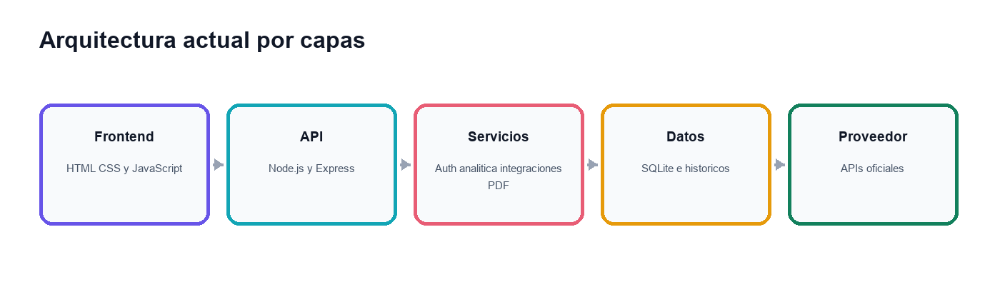 Arquitectura actual por capas
Frontend
HTML CSS y JavaScript
API
Node.js y Express
Servicios
Auth analitica integraciones
PDF
Datos
SQLite e historicos
Proveedor
APIs oficiales